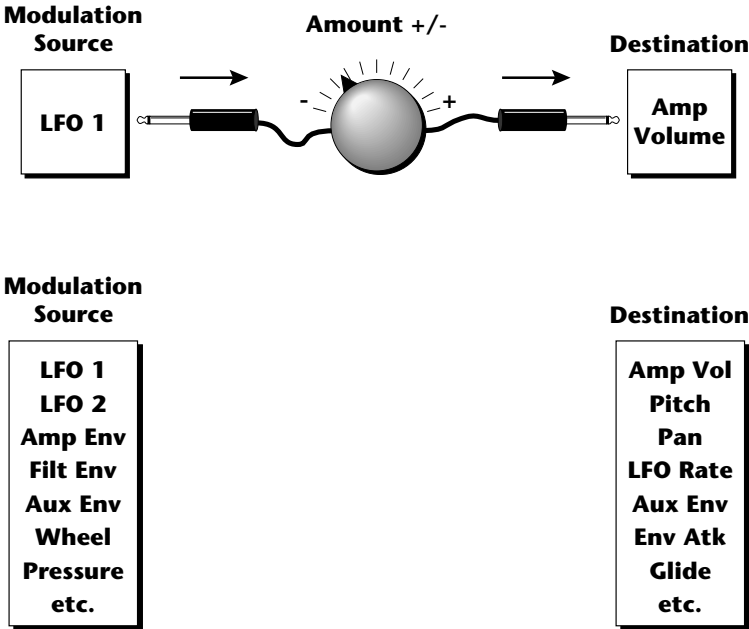 Modulation
Source
Amount +/-
Destination
LFO 1
- +
Amp
Volume
Modulation
Source
Destination
LFO 1
LFO 2
Amp Env
Filt Env
Aux Env
Wheel
Pressure
etc.
Amp Vol
Pitch
Pan
LFO Rate
Aux Env
Env Atk
Glide
etc.